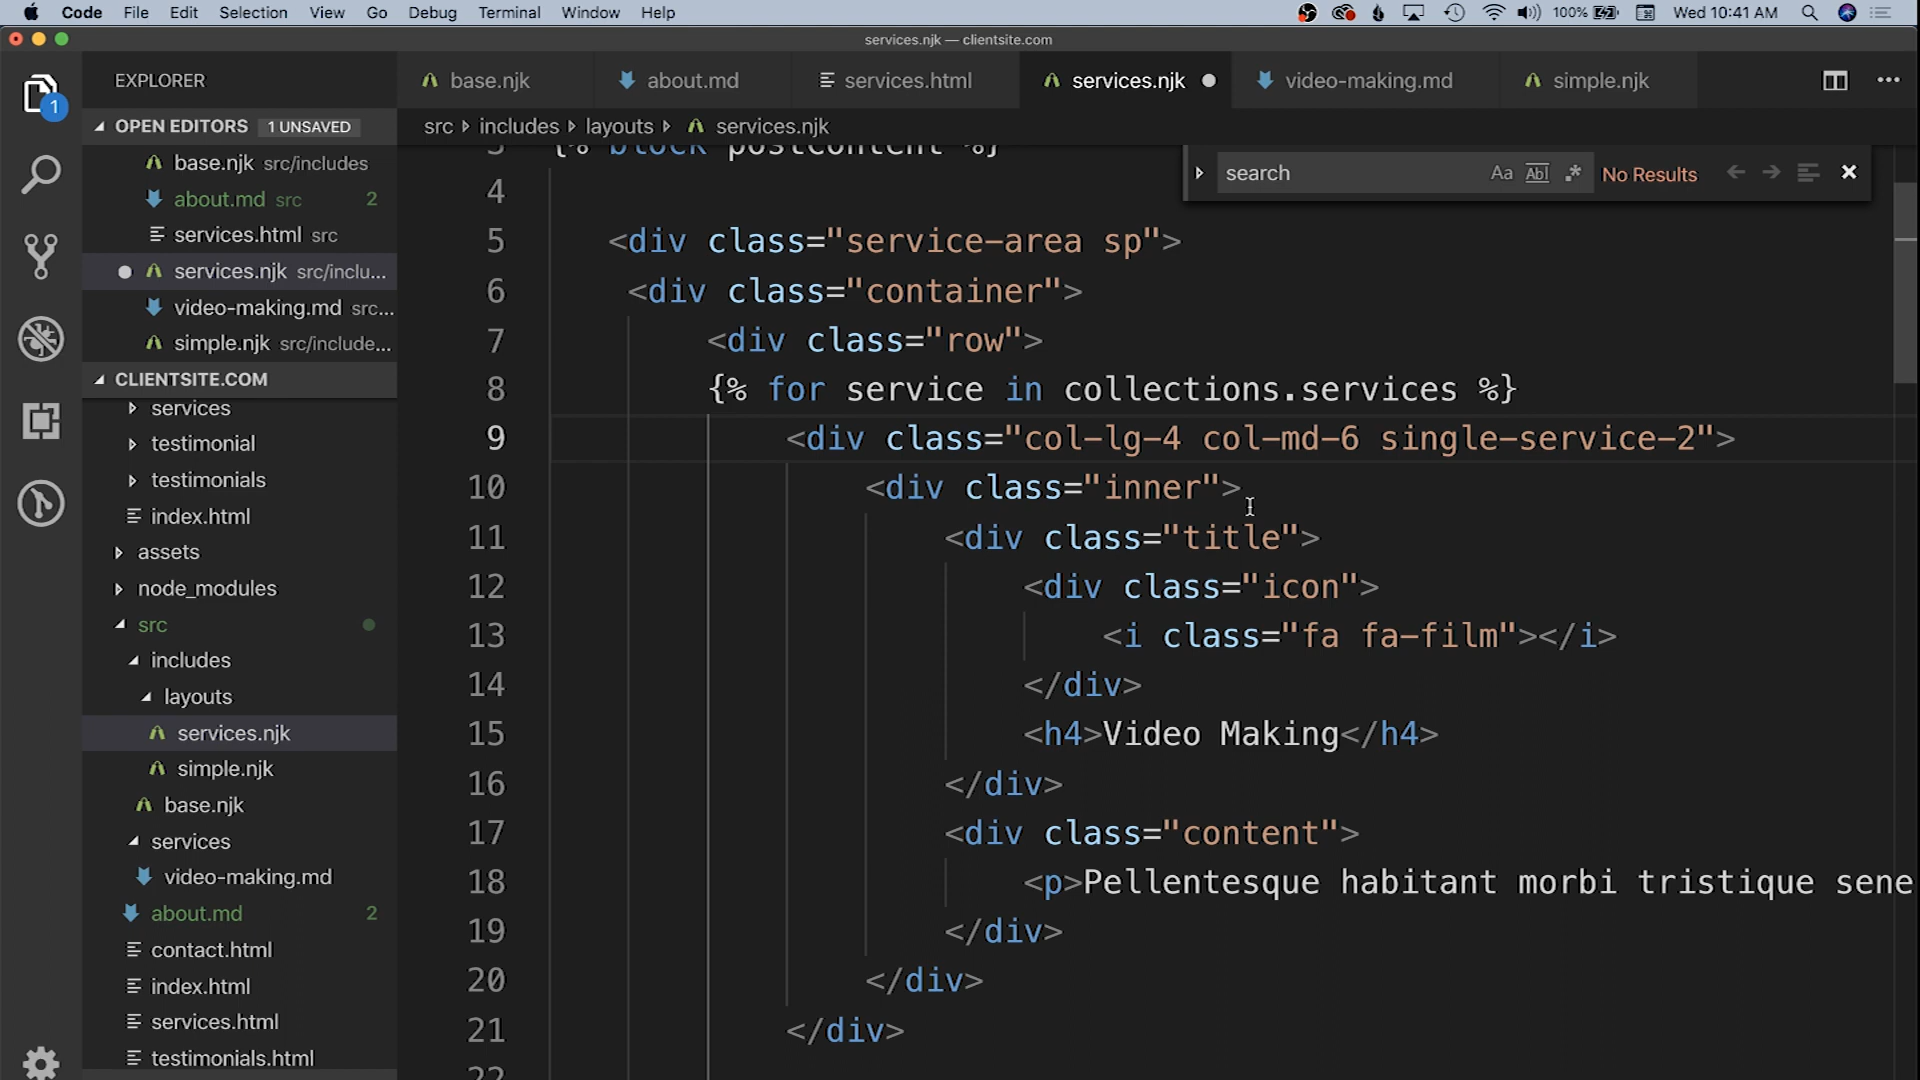 Code File Edit Selection View Go Debug Terminal Window Help 100% Wed 10:41 AM
services.njk — clientsite.com
EXPLORER
base.njk about.md services.html services.njk video-making.md simple.njk
OPEN EDITORS 1 UNSAVED
base.njk src/includes
about.md src 2
services.html src
services.njk src/inclu...
video-making.md src...
simple.njk src/include...
CLIENTSITE.COM
services
testimonial
testimonials
index.html
assets
node_modules
src
includes
layouts
services.njk
simple.njk
base.njk
services
video-making.md
about.md 2
contact.html
index.html
services.html
testimonials.html
1
src includes layouts services.njk
search Aa Abl .* No Results
3 {% block postcontent %}
4
5 <div class="service-area sp">
6 <div class="container">
7 <div class="row">
8 {% for service in collections.services %}
9 <div class="col-lg-4 col-md-6 single-service-2">
10 <div class="inner">
11 <div class="title">
12 <div class="icon">
13 <i class="fa fa-film"></i>
14 </div>
15 <h4>Video Making</h4>
16 </div>
17 <div class="content">
18 <p>Pellentesque habitant morbi tristique sene
19 </div>
20 </div>
21 </div>
22